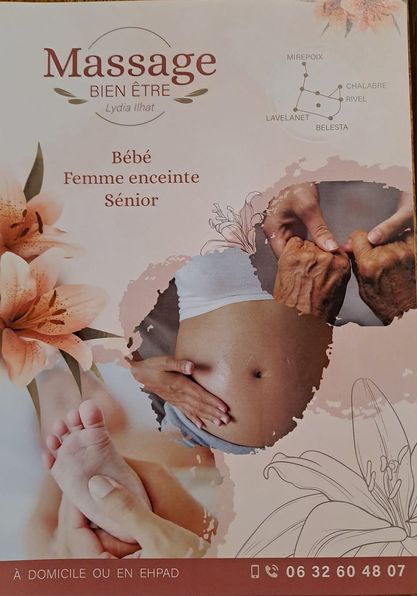 Massage
BIEN ÊTRE
Lydia Ilhat
MIREPOIX
CHALABRE
RIVEL
LAVELANET
BELESTA
Bébé
Femme enceinte
Sénior
À DOMICILE OU EN EHPAD
06 32 60 48 07